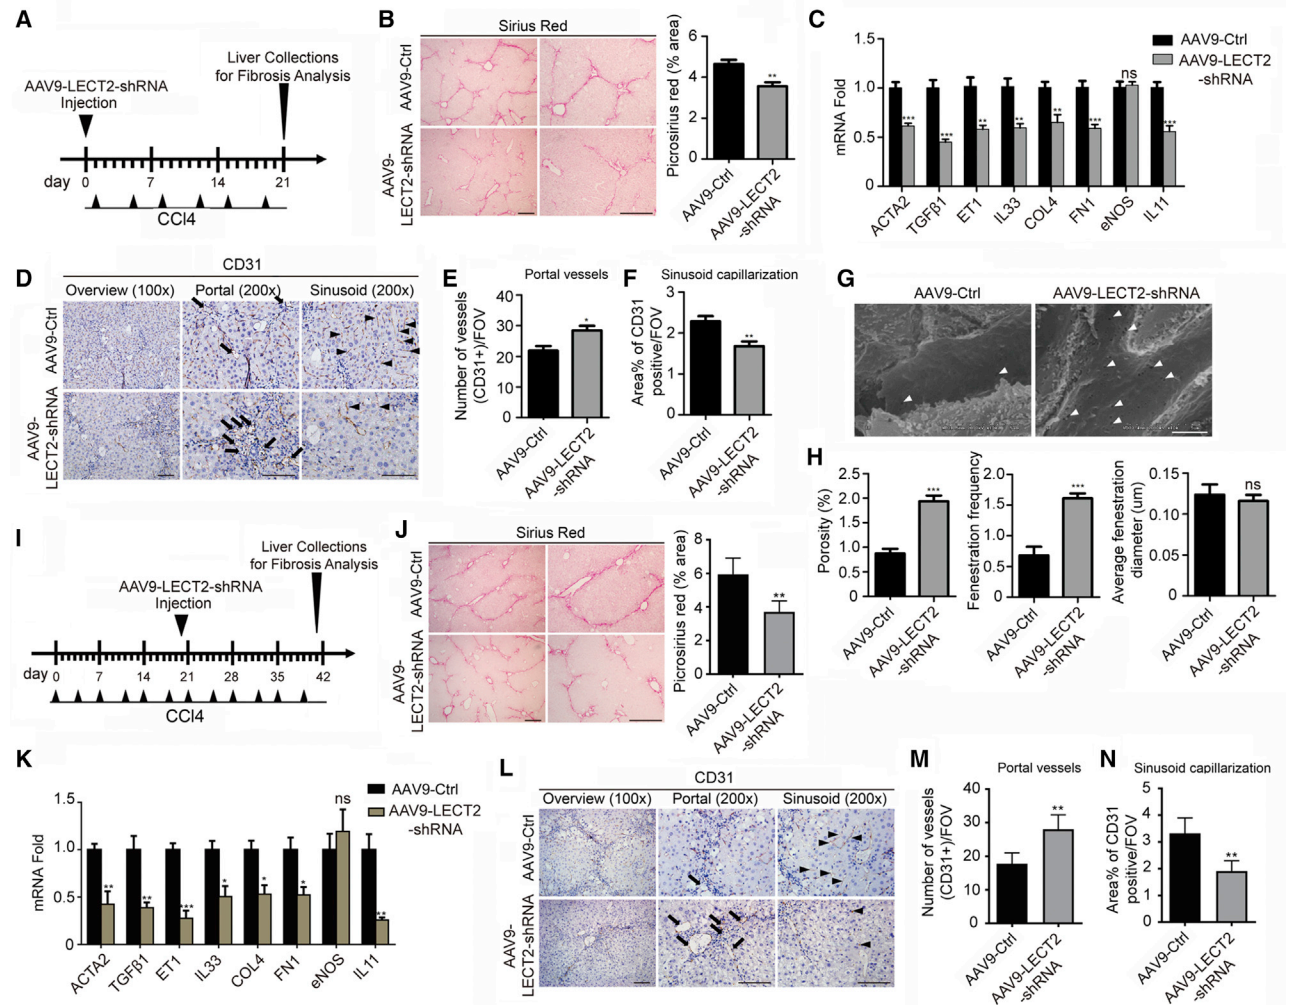 A
AAV9-LECT2-shRNA
Injection
Liver Collections
for Fibrosis Analysis
day
0
7
14
21
CCl4
B
Sirius Red
AAV9-Ctrl
AAV9-
LECT2-shRNA
Picrosirius red (% area)
6
4
2
0
**
AAV9-Ctrl
AAV9-LECT2
-shRNA
C
AAV9-Ctrl
AAV9-LECT2
-shRNA
mRNA Fold
1.5
1.0
0.5
0
*** *** ** ** ** *** ns ***
ACTA2
TGFβ1
ET1
IL33
COL4
FN1
eNOS
IL11
D
CD31
Overview (100x)
Portal (200x)
Sinusoid (200x)
AAV9-Ctrl
AAV9-
LECT2-shRNA
E
Portal vessels
Number of vessels
(CD31+)/FOV
40
30
20
10
0
*
AAV9-Ctrl
AAV9-LECT2
-shRNA
F
Sinusoid capillarization
Area% of CD31
positive/FOV
3
2
1
0
**
AAV9-Ctrl
AAV9-LECT2
-shRNA
G
AAV9-Ctrl
AAV9-LECT2-shRNA
H
Porosity (%)
2.5
2.0
1.5
1.0
0.5
0
***
AAV9-Ctrl
AAV9-LECT2
-shRNA
Fenestration frequency
2.0
1.5
1.0
0.5
0
***
AAV9-Ctrl
AAV9-LECT2
-shRNA
Average fenestration
diameter (um)
0.15
0.10
0.05
0
ns
AAV9-Ctrl
AAV9-LECT2
-shRNA
I
Liver Collections
for Fibrosis Analysis
AAV9-LECT2-shRNA
Injection
day
0
7
14
21
28
35
42
CCl4
J
Sirius Red
AAV9-Ctrl
AAV9-
LECT2-shRNA
Picrosirius red (% area)
8
6
4
2
0
**
AAV9-Ctrl
AAV9-LECT2
-shRNA
K
AAV9-Ctrl
AAV9-LECT2
-shRNA
mRNA Fold
1.5
1.0
0.5
0
** ** *** * * * ns **
ACTA2
TGFβ1
ET1
IL33
COL4
FN1
eNOS
IL11
L
CD31
Overview (100x)
Portal (200x)
Sinusoid (200x)
AAV9-Ctrl
AAV9-
LECT2-shRNA
M
Portal vessels
Number of vessels
(CD31+)/FOV
40
30
20
10
0
**
AAV9-Ctrl
AAV9-LECT2
-shRNA
N
Sinusoid capillarization
Area% of CD31
positive/FOV
5
4
3
2
1
0
**
AAV9-Ctrl
AAV9-LECT2
-shRNA